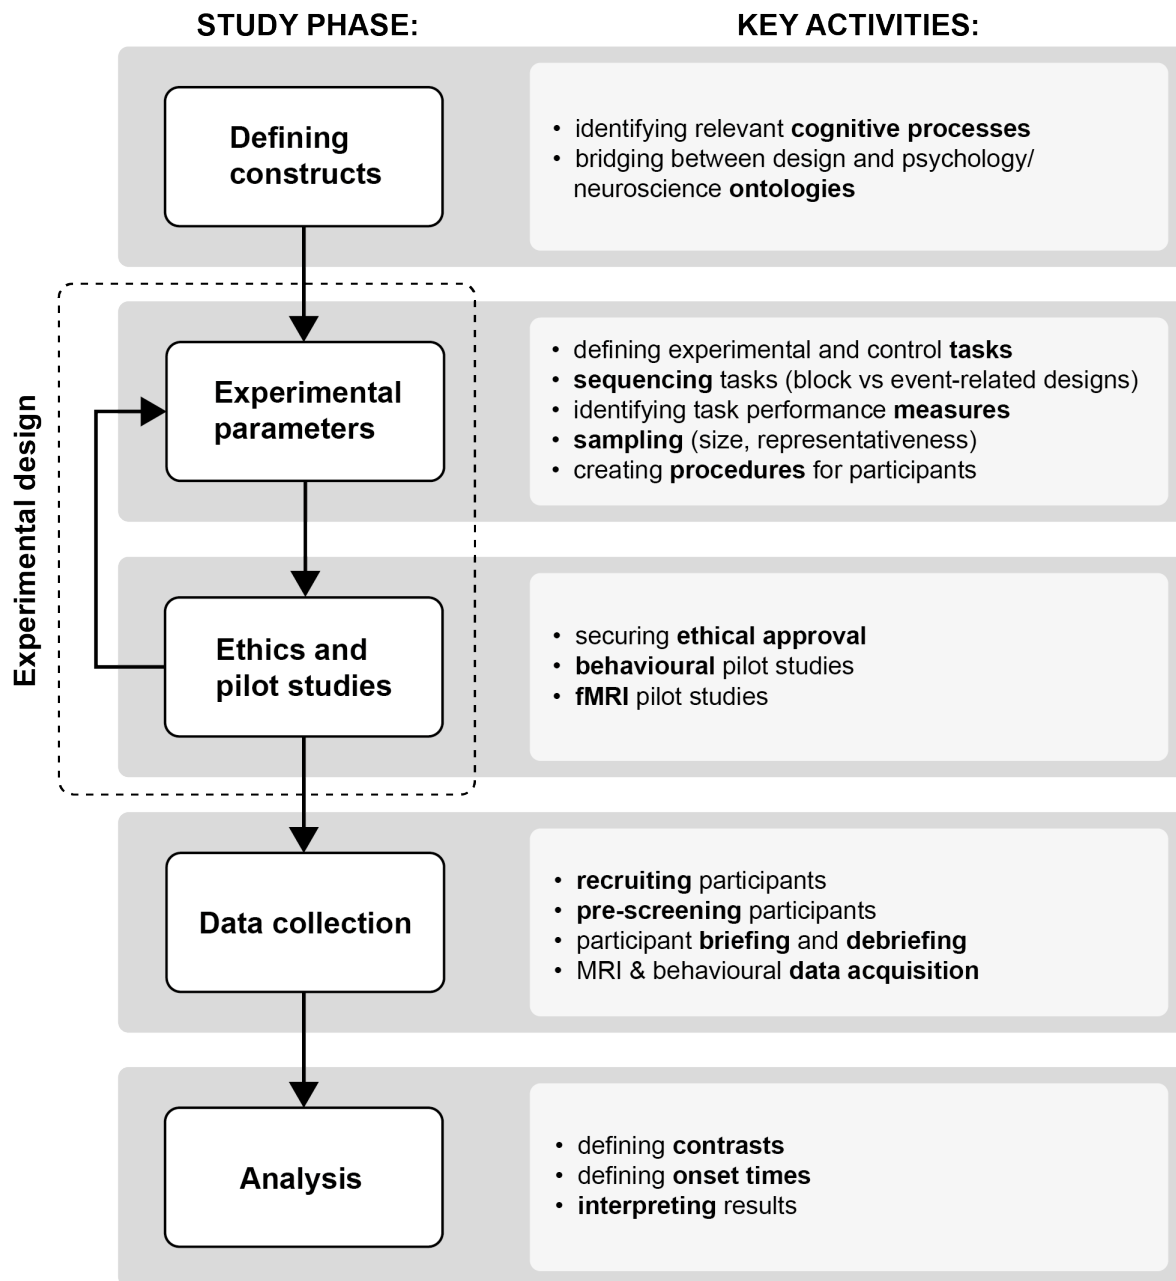 STUDY PHASE:
KEY ACTIVITIES:
Defining
constructs
• identifying relevant cognitive processes
• bridging between design and psychology/
neuroscience ontologies
Experimental design
Experimental
parameters
• defining experimental and control tasks
• sequencing tasks (block vs event-related designs)
• identifying task performance measures
• sampling (size, representativeness)
• creating procedures for participants
Ethics and
pilot studies
• securing ethical approval
• behavioural pilot studies
• fMRI pilot studies
Data collection
• recruiting participants
• pre-screening participants
• participant briefing and debriefing
• MRI & behavioural data acquisition
Analysis
• defining contrasts
• defining onset times
• interpreting results